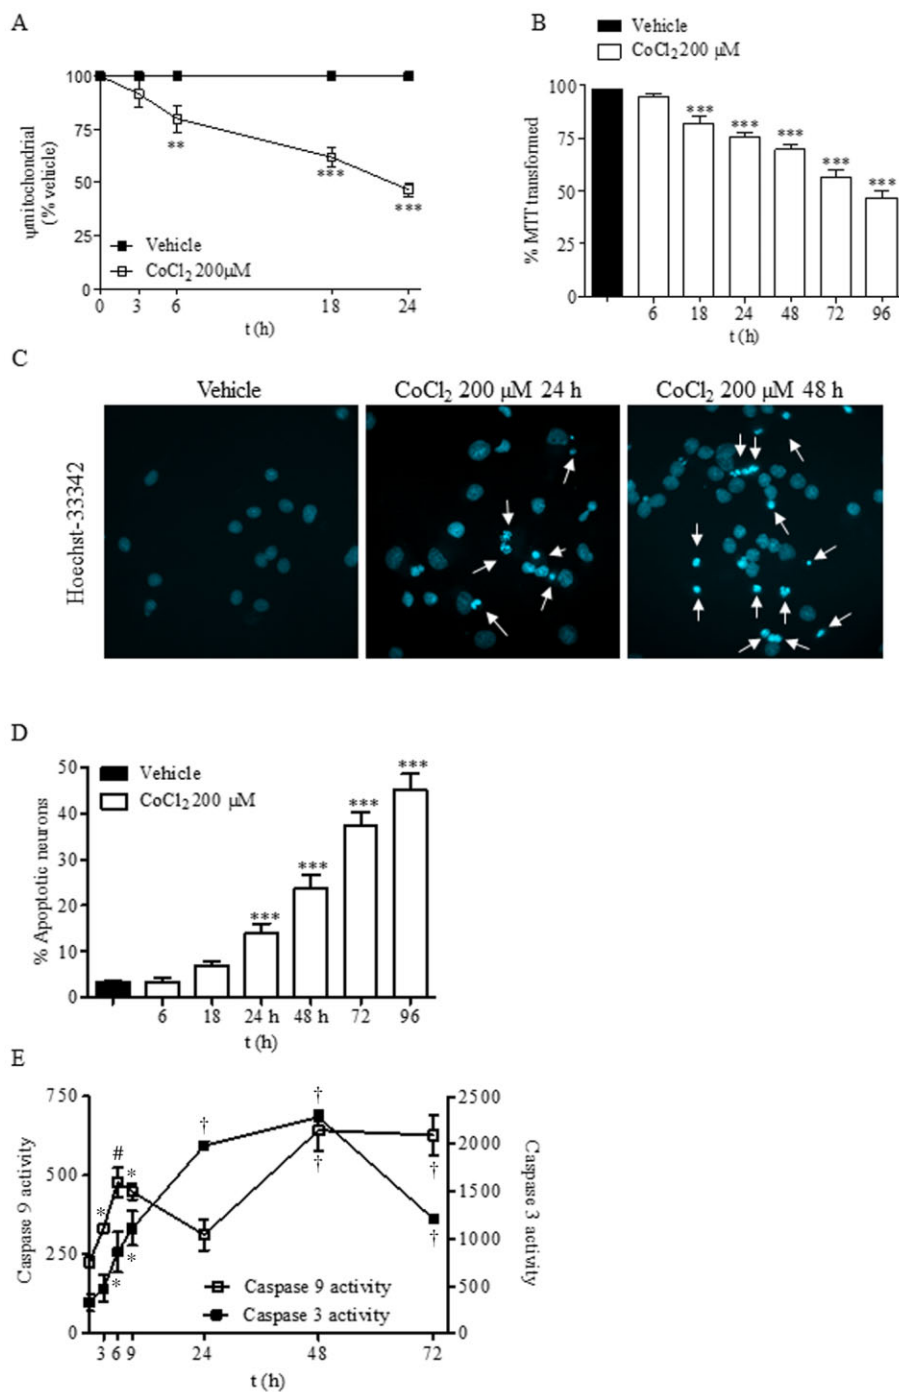 A
100
75
50
25
0
ψmitochondrial
(% vehicle)
**
***
***
Vehicle
CoCl₂ 200μM
0 3 6 18 24
t (h)
B
Vehicle
CoCl₂ 200 μM
100
75
50
25
0
% MTT transformed
*** *** *** *** ***
6 18 24 48 72 96
t (h)
C
Vehicle
CoCl₂ 200 μM 24 h
CoCl₂ 200 μM 48 h
Hoechst-33342
D
50
40
30
20
10
0
% Apoptotic neurons
Vehicle
CoCl₂ 200 μM
*** *** *** ***
6 18 24 h 48 h 72 96
t (h)
E
750
500
250
0
Caspase 9 activity
2500
2000
1500
1000
500
0
Caspase 3 activity
* # * † †
* * † † †
Caspase 9 activity
Caspase 3 activity
3 6 9 24 48 72
t (h)